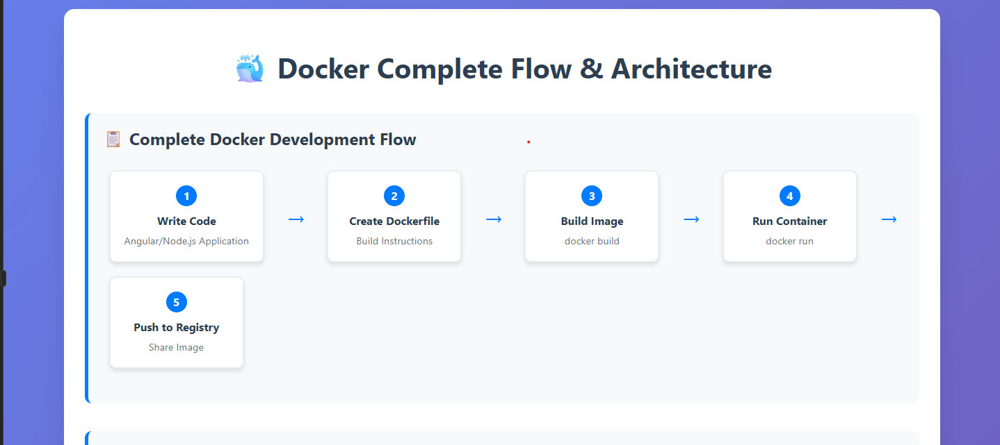 Docker Complete Flow & Architecture
Complete Docker Development Flow
1
Write Code
Angular/Node.js Application
→
2
Create Dockerfile
Build Instructions
→
3
Build Image
docker build
→
4
Run Container
docker run
→
5
Push to Registry
Share Image